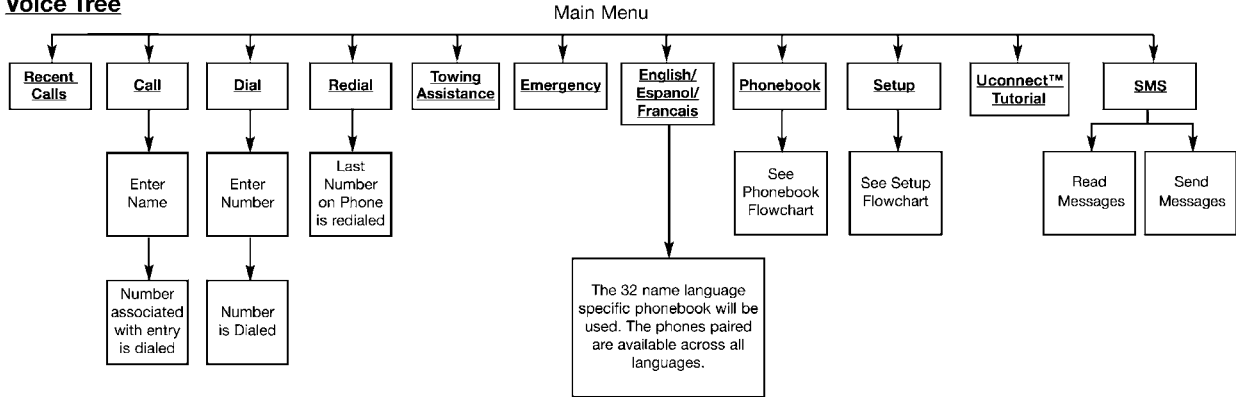 Voice Tree
Main Menu
Recent
Calls
Call
Dial
Redial
Towing
Assistance
Emergency
English/
Espanol/
Francais
Phonebook
Setup
Uconnect™
Tutorial
SMS
Enter
Name
Enter
Number
Last
Number
on Phone
is redialed
See
Phonebook
Flowchart
See Setup
Flowchart
Read
Messages
Send
Messages
Number
associated
with entry
is dialed
Number
is Dialed
The 32 name language
specific phonebook will be
used. The phones paired
are available across all
languages.